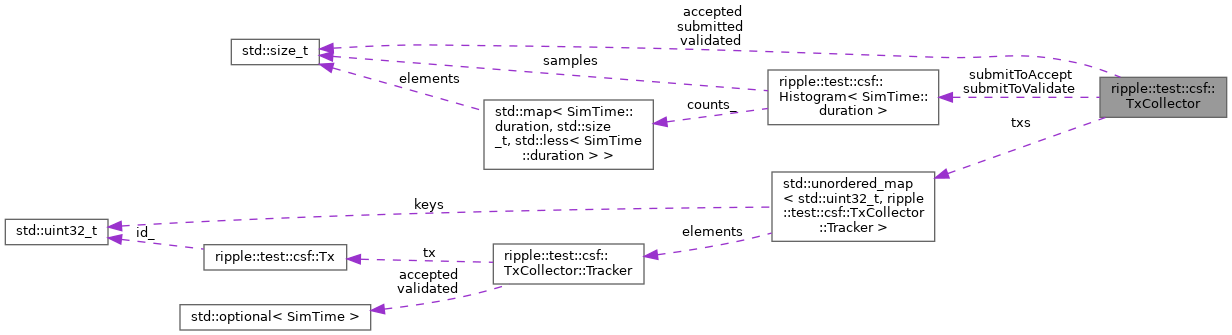 accepted
submitted
validated
std::size_t
samples
elements
ripple::test::csf::
Histogram< SimTime::
duration >
submitToAccept
submitToValidate
ripple::test::csf::
TxCollector
counts_
std::map< SimTime::
duration, std::size
_t, std::less< SimTime
::duration > >
txs
std::unordered_map
< std::uint32_t, ripple
::test::csf::TxCollector
::Tracker >
keys
std::uint32_t
id_
elements
ripple::test::csf::Tx
tx
ripple::test::csf::
TxCollector::Tracker
accepted
validated
std::optional< SimTime >